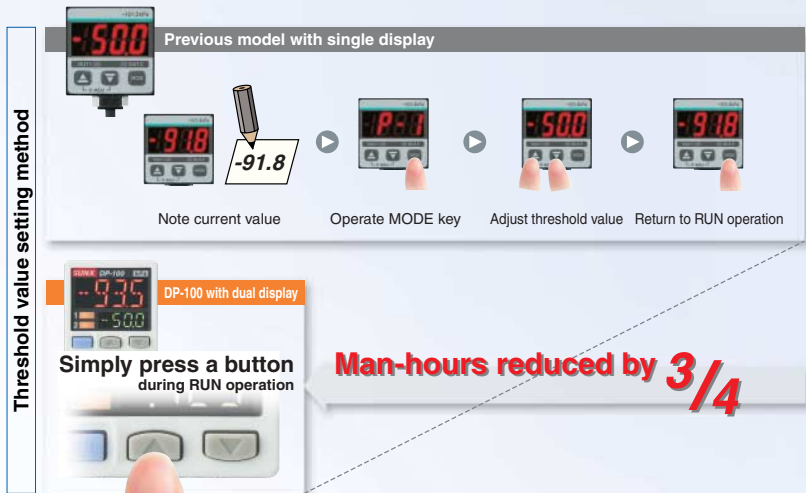 Threshold value setting method
-50.0
Previous model with single display
-91.8
-91.8
P-1
-50.0
-91.8
Note current value
Operate MODE key
Adjust threshold value
Return to RUN operation
SUNX DP-100
-93.5
1
2
-50.0
DP-100 with dual display
Simply press a button
during RUN operation
Man-hours reduced by 3/4